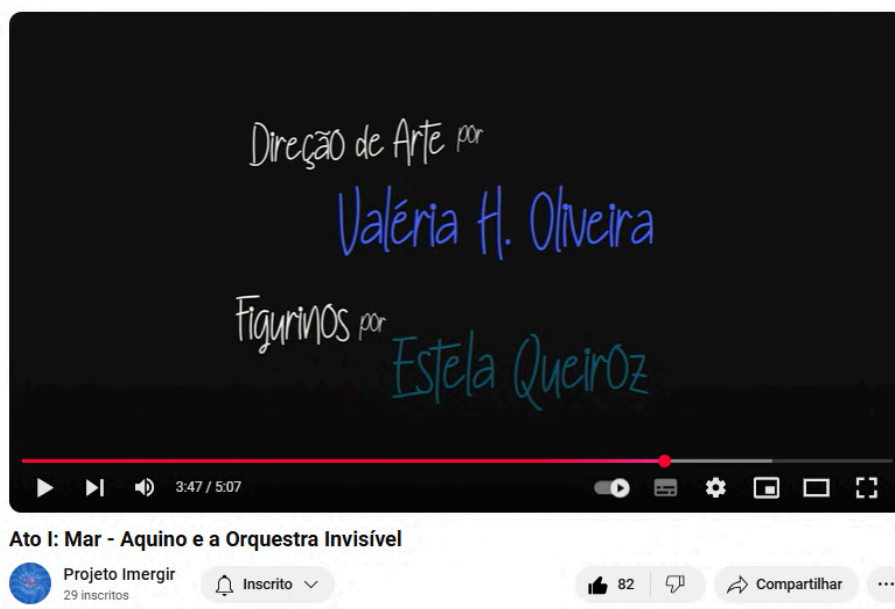 Direção de Arte por
Valéria H. Oliveira
Figurinos por
Estela Queiroz
3:47 / 5:07
Ato I: Mar - Aquino e a Orquestra Invisível
Projeto Imergir
29 inscritos
Inscrito
82
Compartilhar